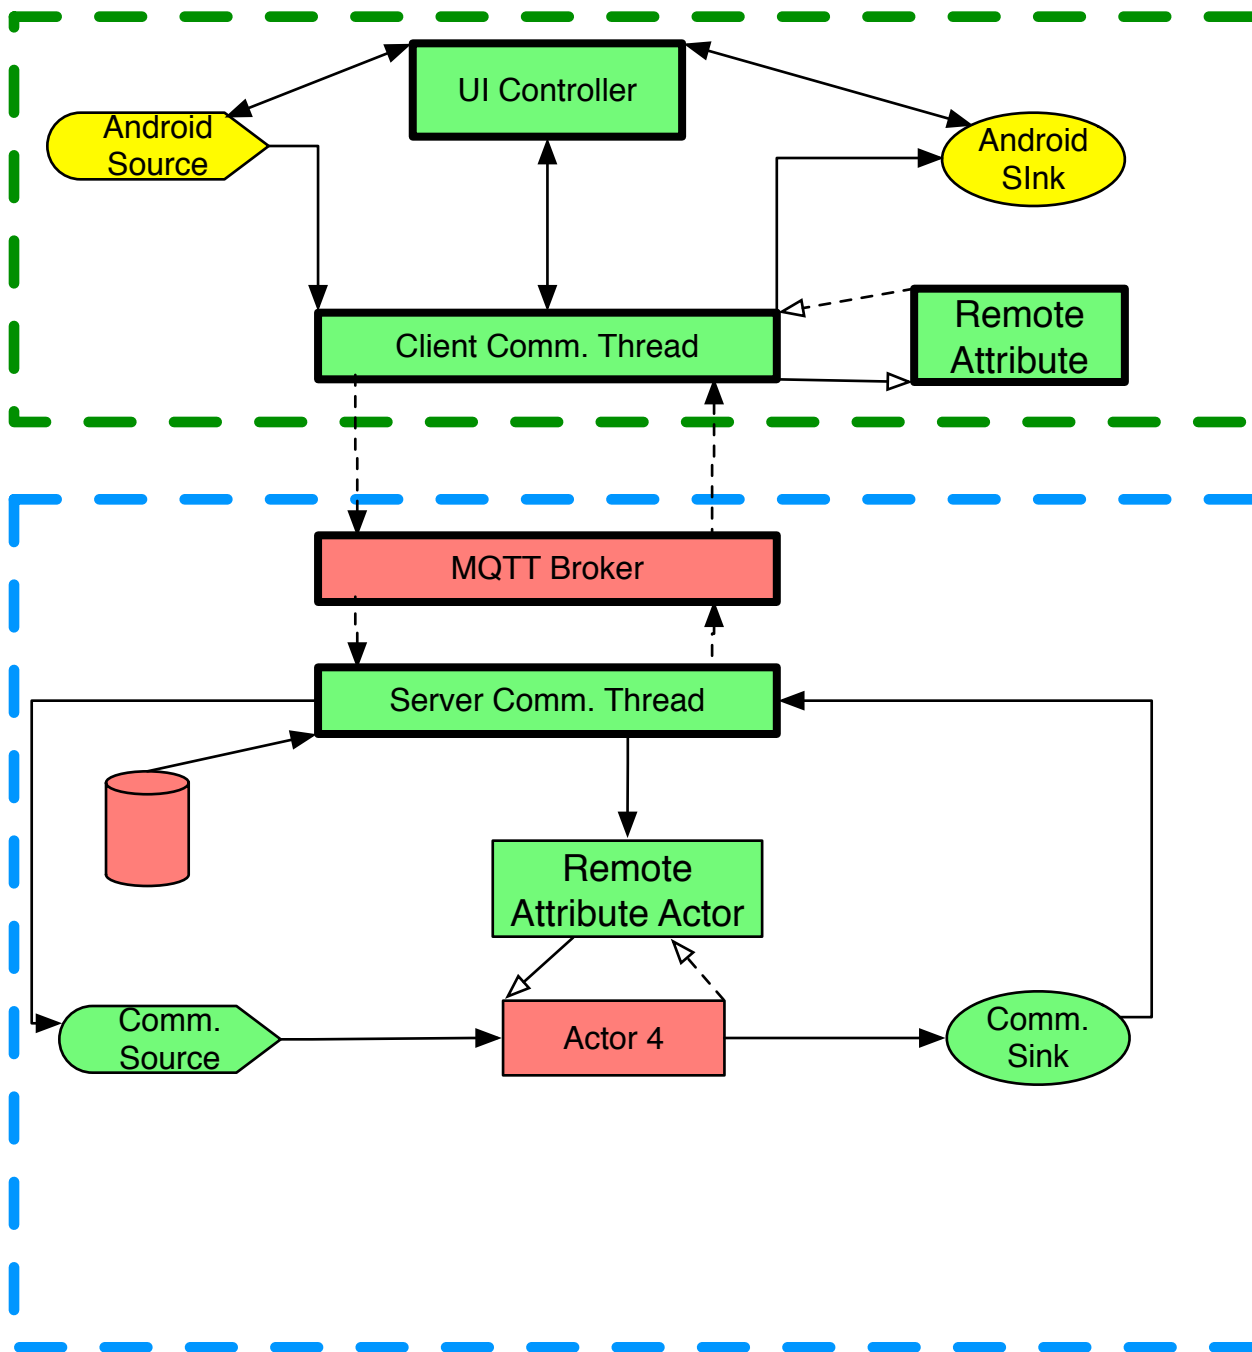 UI Controller
Android
Source
Android
SInk
Client Comm. Thread
Remote
Attribute
MQTT Broker
Server Comm. Thread
Remote
Attribute Actor
Comm.
Source
Actor 4
Comm.
Sink